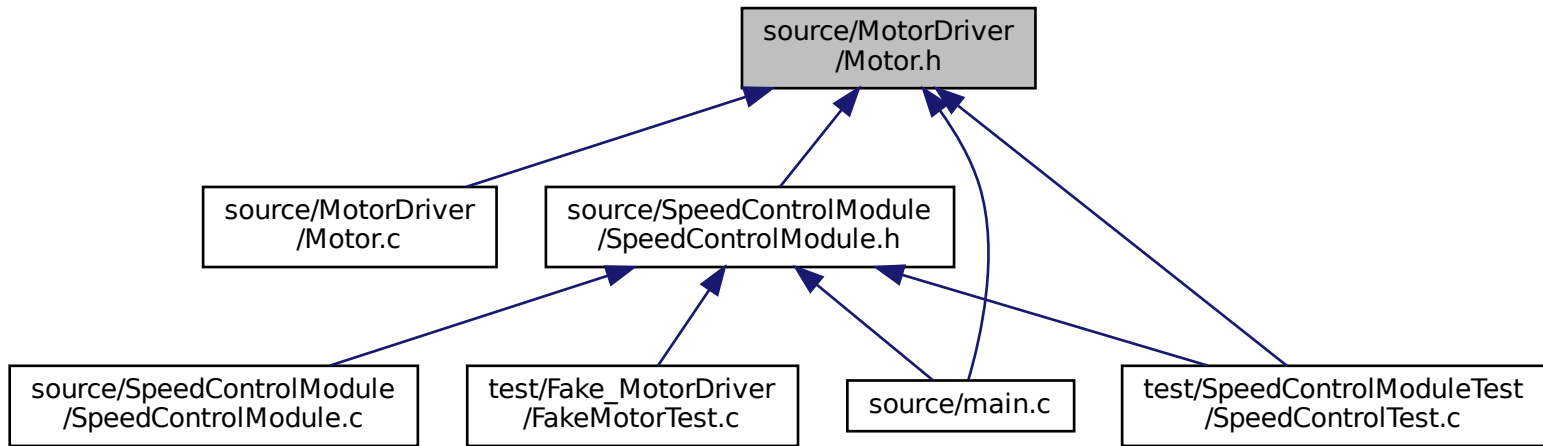 source/MotorDriver
/Motor.h
source/MotorDriver
/Motor.c
source/SpeedControlModule
/SpeedControlModule.h
source/SpeedControlModule
/SpeedControlModule.c
test/Fake_MotorDriver
/FakeMotorTest.c
source/main.c
test/SpeedControlModuleTest
/SpeedControlTest.c